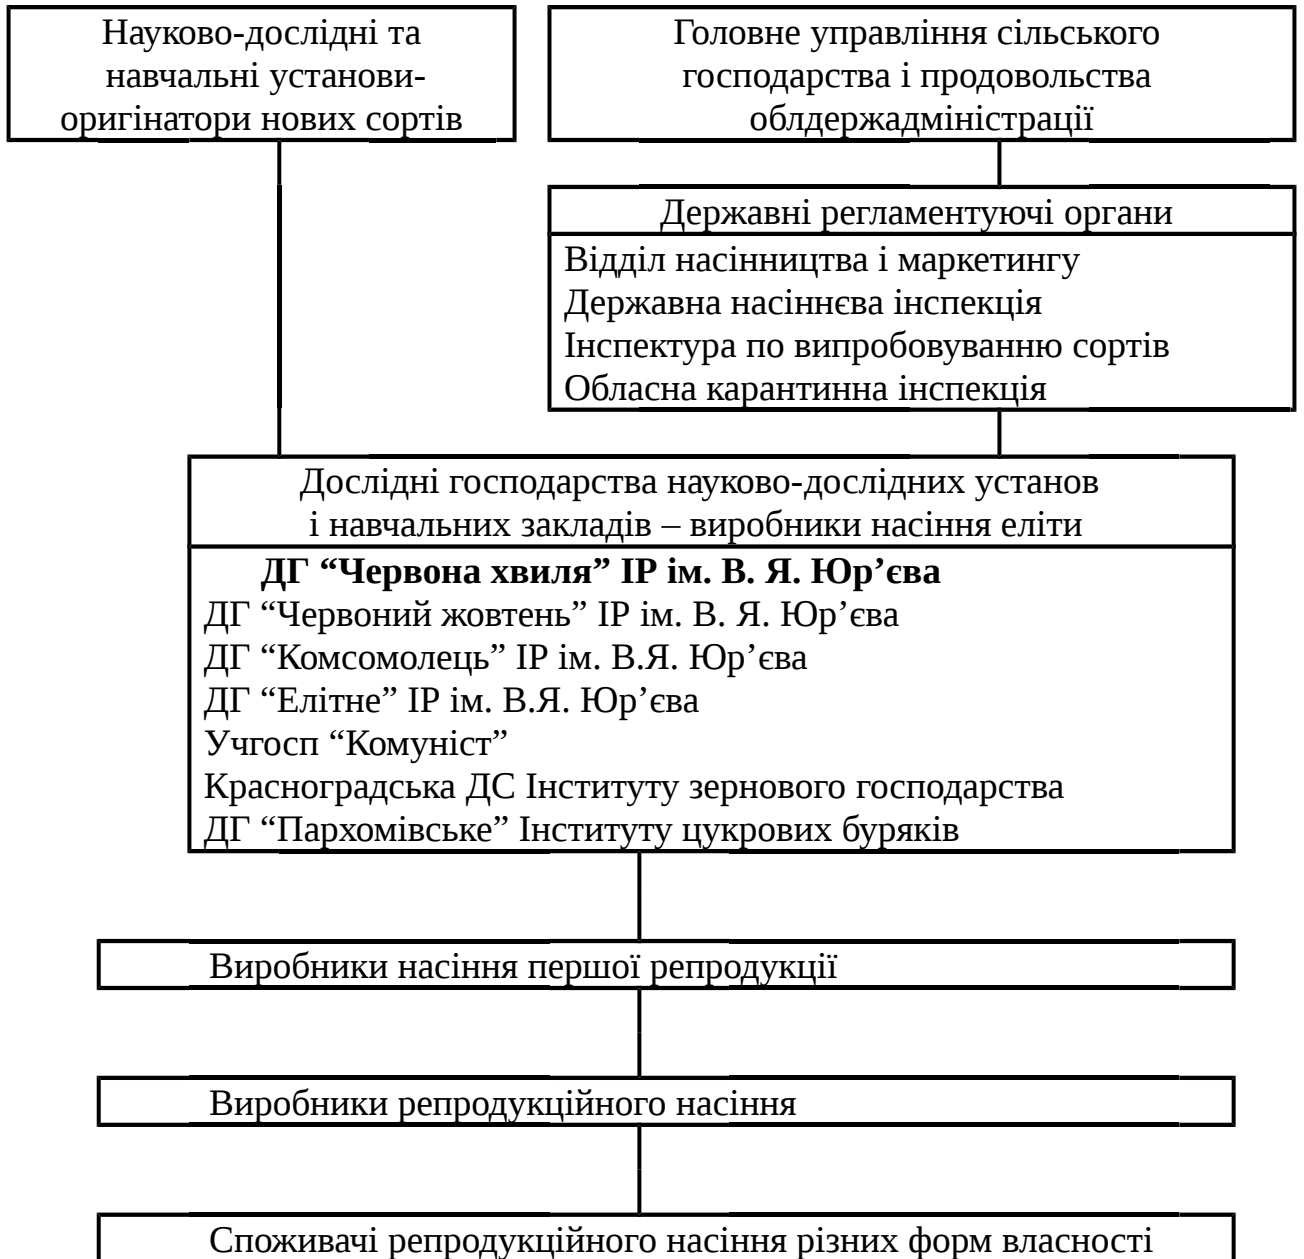 Науково-дослідні та
навчальні установи-
оригінатори нових сортів
Головне управління сільського
господарства і продовольства
облдержадміністрації
Державні регламентуючі органи
Відділ насінництва і маркетингу
Державна насіннєва інспекція
Інспектура по випробовуванню сортів
Обласна карантинна інспекція
Дослідні господарства науково-дослідних установ
і навчальних закладів – виробники насіння еліти
ДГ “Червона хвиля” ІР ім. В. Я. Юр’єва
ДГ “Червоний жовтень” ІР ім. В. Я. Юр’єва
ДГ “Комсомолець” ІР ім. В.Я. Юр’єва
ДГ “Елітне” ІР ім. В.Я. Юр’єва
Учгосп “Комуніст”
Красноградська ДС Інституту зернового господарства
ДГ “Пархомівське” Інституту цукрових буряків
Виробники насіння першої репродукції
Виробники репродукційного насіння
Споживачі репродукційного насіння різних форм власності